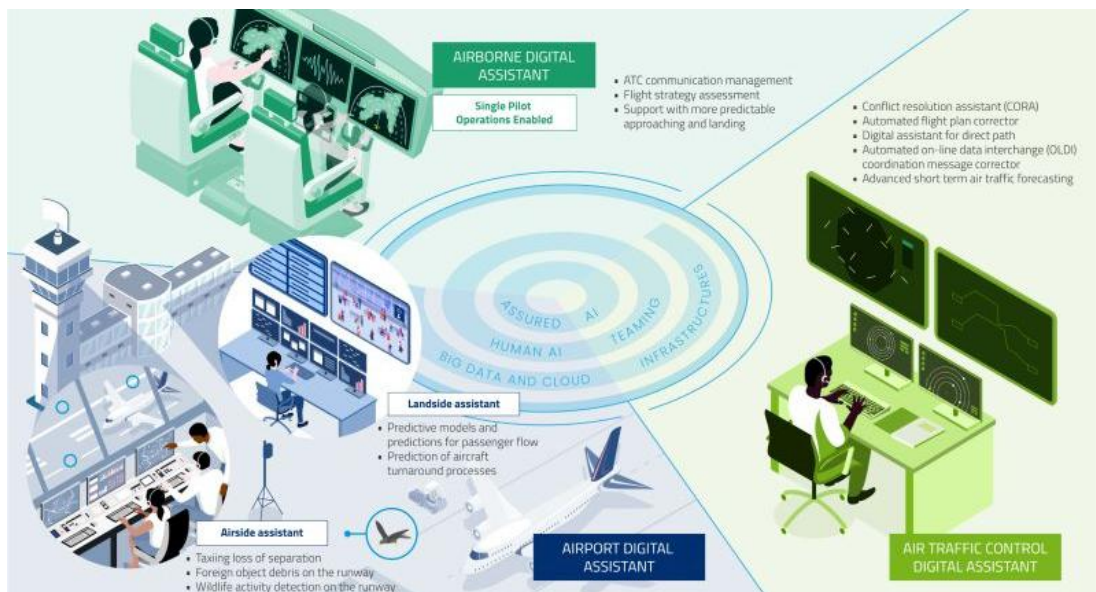 AIRBORNE DIGITAL
ASSISTANT
Single Pilot
Operations Enabled
• ATC communication management
• Flight strategy assessment
• Support with more predictable
approaching and landing
• Conflict resolution assistant (CORA)
• Automated flight plan corrector
• Digital assistant for direct path
• Automated on-line data interchange (OLDI)
coordination message corrector
• Advanced short term air traffic forecasting
ASSURED AI
HUMAN AI TEAMING
BIG DATA AND CLOUD INFRASTRUCTURES
Landside assistant
• Predictive models and
predictions for passenger flow
• Prediction of aircraft
turnaround processes
Airside assistant
• Taxiing loss of separation
• Foreign object debris on the runway
• Wildlife activity detection on the runway
AIRPORT DIGITAL
ASSISTANT
AIR TRAFFIC CONTROL
DIGITAL ASSISTANT